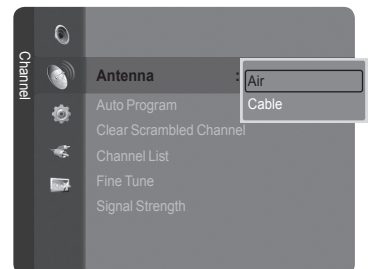 Channel
Antenna : Air
Cable
Auto Program
Clear Scrambled Channel
Channel List
Fine Tune
Signal Strength